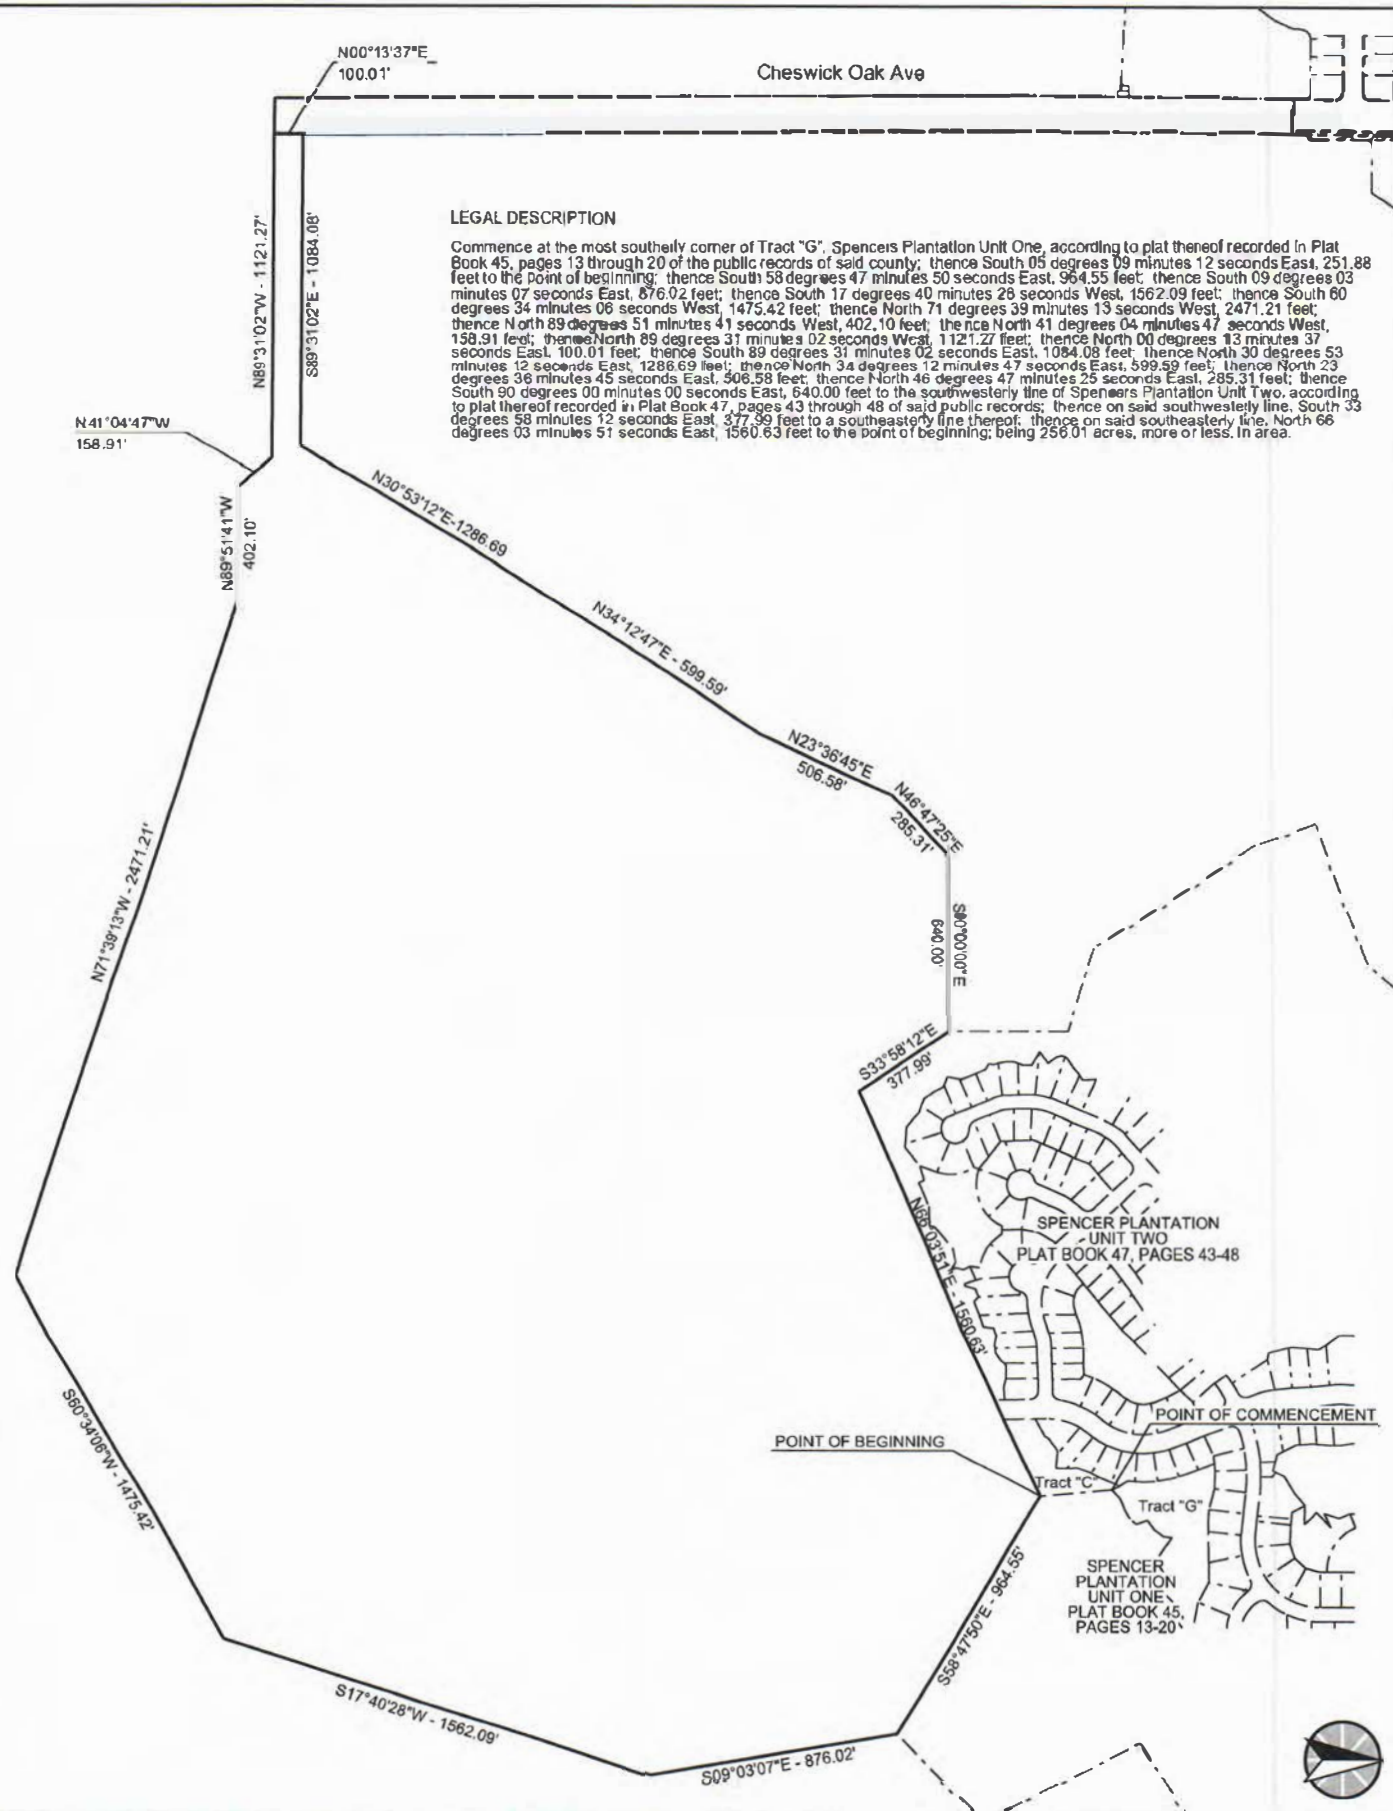 N00°13'37"E
100.01'
Cheswick Oak Ave
N89°31'02"W - 1121.27'
S89°31'02"E - 1084.08'
LEGAL DESCRIPTION
Commence at the most southerly corner of Tract "G", Spencers Plantation Unit One, according to plat thereof recorded in Plat
Book 45, pages 13 through 20 of the public records of said county; thence South 05 degrees 09 minutes 12 seconds East, 251.88
feet to the point of beginning; thence South 58 degrees 47 minutes 50 seconds East, 964.55 feet; thence South 09 degrees 03
minutes 07 seconds East, 876.02 feet; thence South 17 degrees 40 minutes 28 seconds West, 1562.09 feet; thence South 60
degrees 34 minutes 06 seconds West, 1475.42 feet; thence North 71 degrees 39 minutes 13 seconds West, 2471.21 feet;
thence North 89 degrees 51 minutes 41 seconds West, 402.10 feet; thence North 41 degrees 04 minutes 47 seconds West,
158.91 feet; thence North 89 degrees 31 minutes 02 seconds West, 1121.27 feet; thence North 00 degrees 13 minutes 37
seconds East, 100.01 feet; thence South 89 degrees 31 minutes 02 seconds East, 1084.08 feet; thence North 30 degrees 53
minutes 12 seconds East, 1286.69 feet; thence North 34 degrees 12 minutes 47 seconds East, 599.59 feet; thence North 23
degrees 36 minutes 45 seconds East, 506.58 feet; thence North 46 degrees 47 minutes 25 seconds East, 285.31 feet; thence
South 90 degrees 00 minutes 00 seconds East, 640.00 feet to the southwesterly line of Spencers Plantation Unit Two, according
to plat thereof recorded in Plat Book 47, pages 43 through 48 of said public records; thence on said southwesterly line, South 33
degrees 58 minutes 12 seconds East, 377.99 feet to a southeasterly line thereof; thence on said southeasterly line, North 66
degrees 03 minutes 51 seconds East, 1560.63 feet to the point of beginning; being 256.01 acres, more or less, in area.
N41°04'47"W
158.91'
N89°51'41"W
402.10'
N30°53'12"E-1286.69
N34°12'47"E - 599.59'
N23°36'45"E
506.58'
N46°47'25"E
285.31'
N71°39'13"W - 2471.21'
S90°00'00"E
640.00'
S33°58'12"E
377.99'
N66°03'51"E - 1560.63'
SPENCER PLANTATION
UNIT TWO
PLAT BOOK 47, PAGES 43-48
S60°34'06"W - 1475.42'
POINT OF COMMENCEMENT
POINT OF BEGINNING
Tract "C"
Tract "G"
SPENCER
PLANTATION
UNIT ONE
PLAT BOOK 45,
PAGES 13-20
S58°47'50"E - 964.55'
S17°40'28"W - 1562.09'
S09°03'07"E - 876.02'